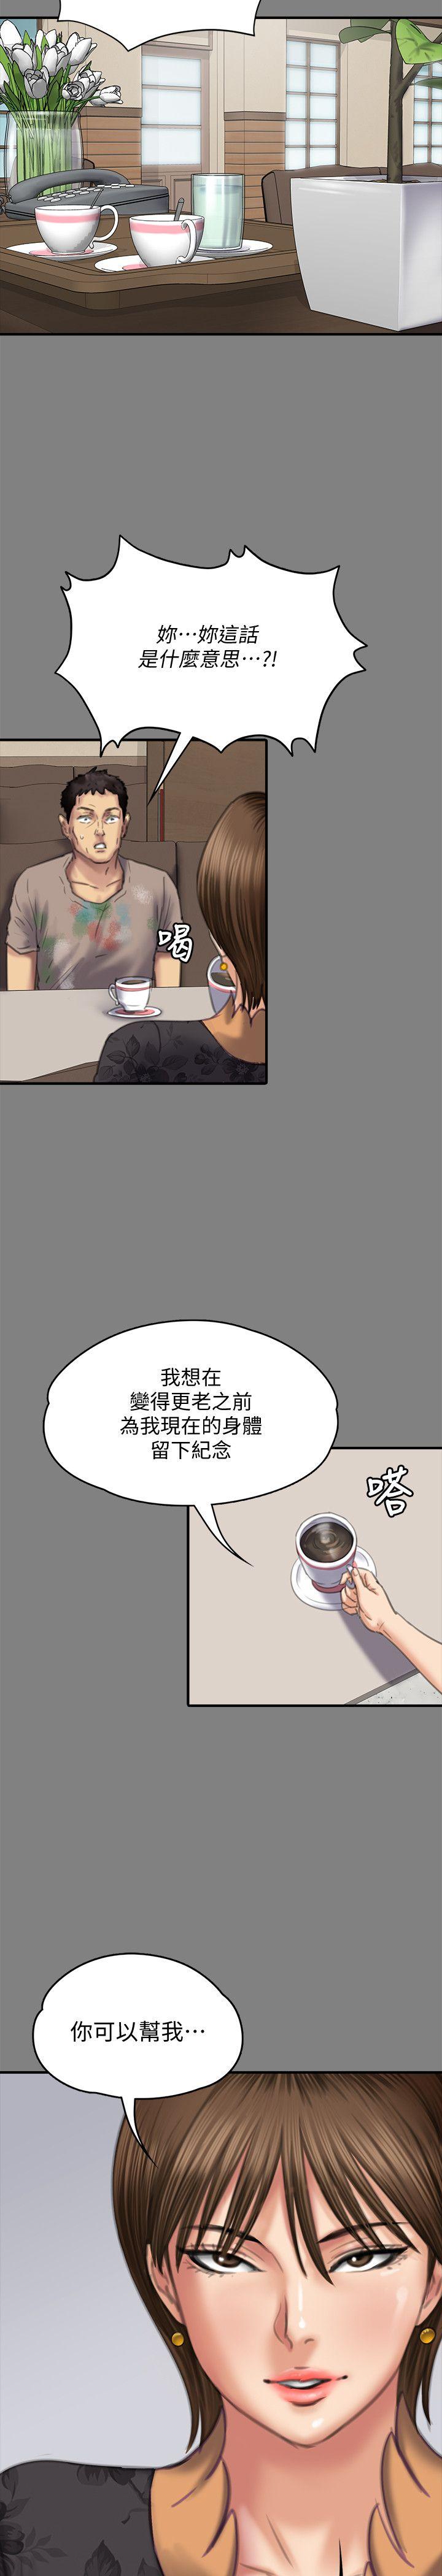 妳…妳這話
是什麼意思…?!
喝
我想在
變得更老之前
為我現在的身體
留下紀念
嗒
你可以幫我…